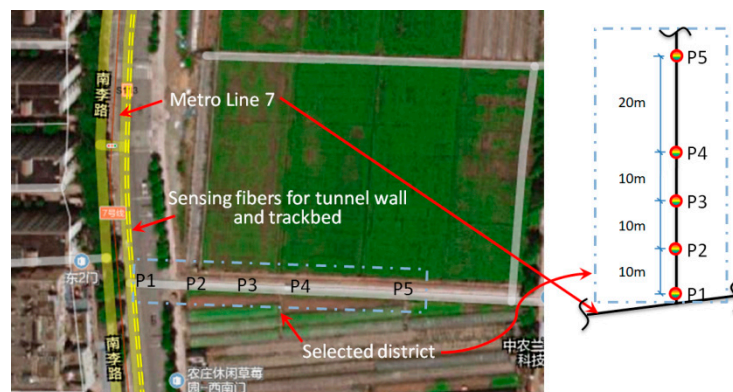 南李路
S103
Metro Line 7
Sensing fibers for tunnel wall
and trackbed
7号线
东2门
P1
P2
P3
P4
P5
Selected district
南李路
农庄休闲草莓
园-西南门
中农兰
科技
P5
20m
P4
10m
P3
10m
P2
10m
P1